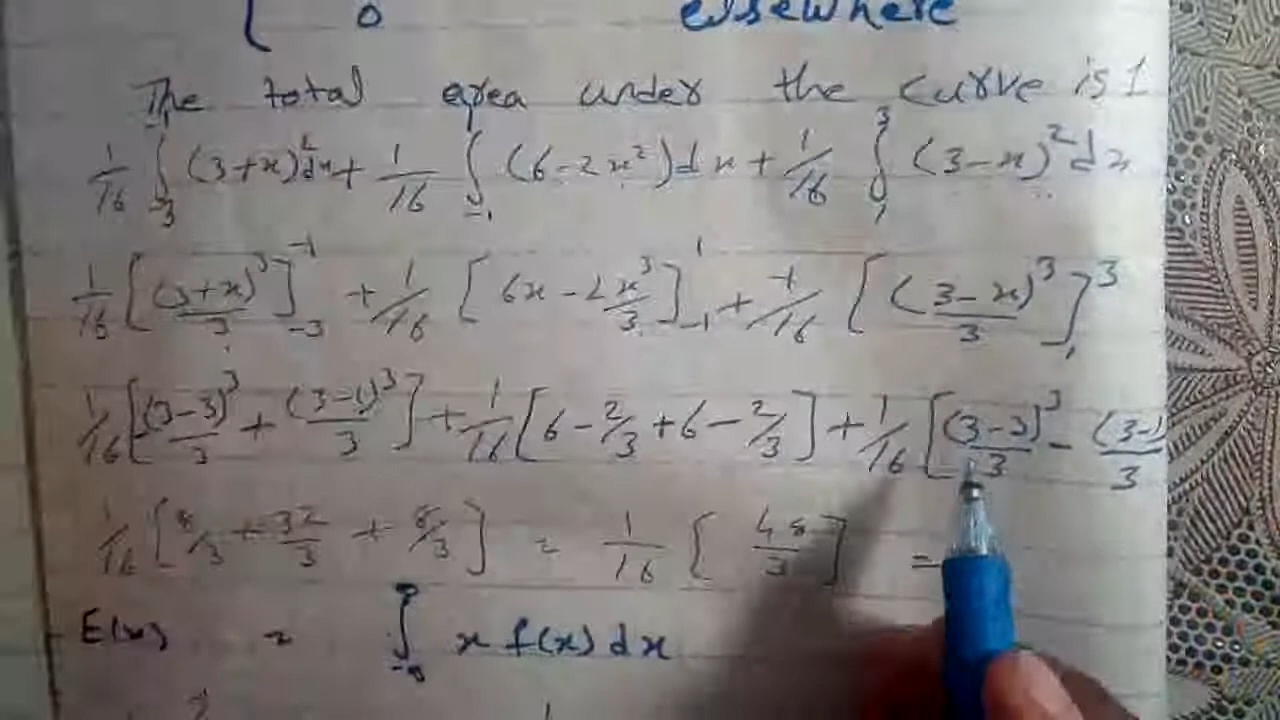 { 0 elsewhere
The total area under the curve is 1
1/16 ∫_{-3}^{-1} (3+x)² dx + 1/16 ∫_{-1}^{1} (6-2x²) dx + 1/16 ∫_{1}^{3} (3-x)² dx
1/16 [(3+x)³/3]_{-3}^{-1} + 1/16 [6x - 2x³/3]_{-1}^{1} + 1/16 [(3-x)³/3]_{1}^{3}
1/16 [(3-3)³/3 + (3-1)³/3] + 1/16 [6 - 2/3 + 6 - 2/3] + 1/16 [(3-3)³/3 - (3-1)/3
1/16 [8/3 + 32/3 + 8/3] = 1/16 [48/3] =
E(x) = ∫_{-∞}^{∞} x f(x) dx